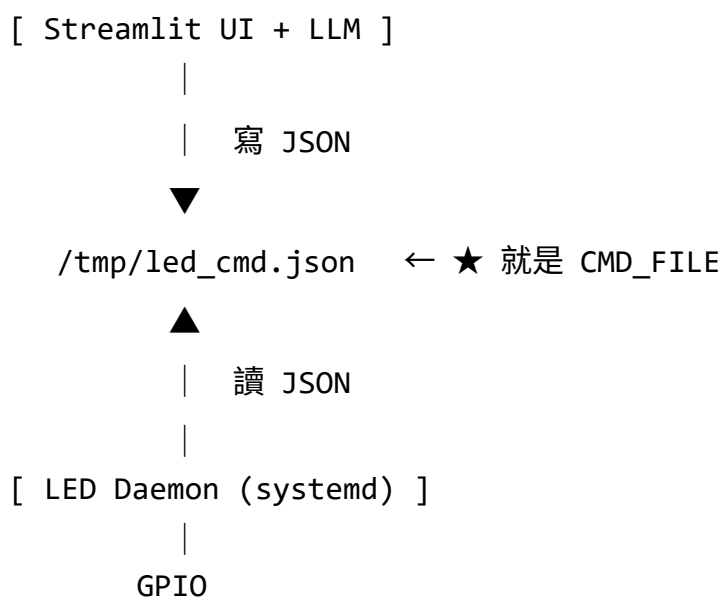 [ Streamlit UI + LLM ]
│
│ 寫 JSON
▼
/tmp/led_cmd.json ← ★ 就是 CMD_FILE
▲
│ 讀 JSON
│
[ LED Daemon (systemd) ]
│
GPIO